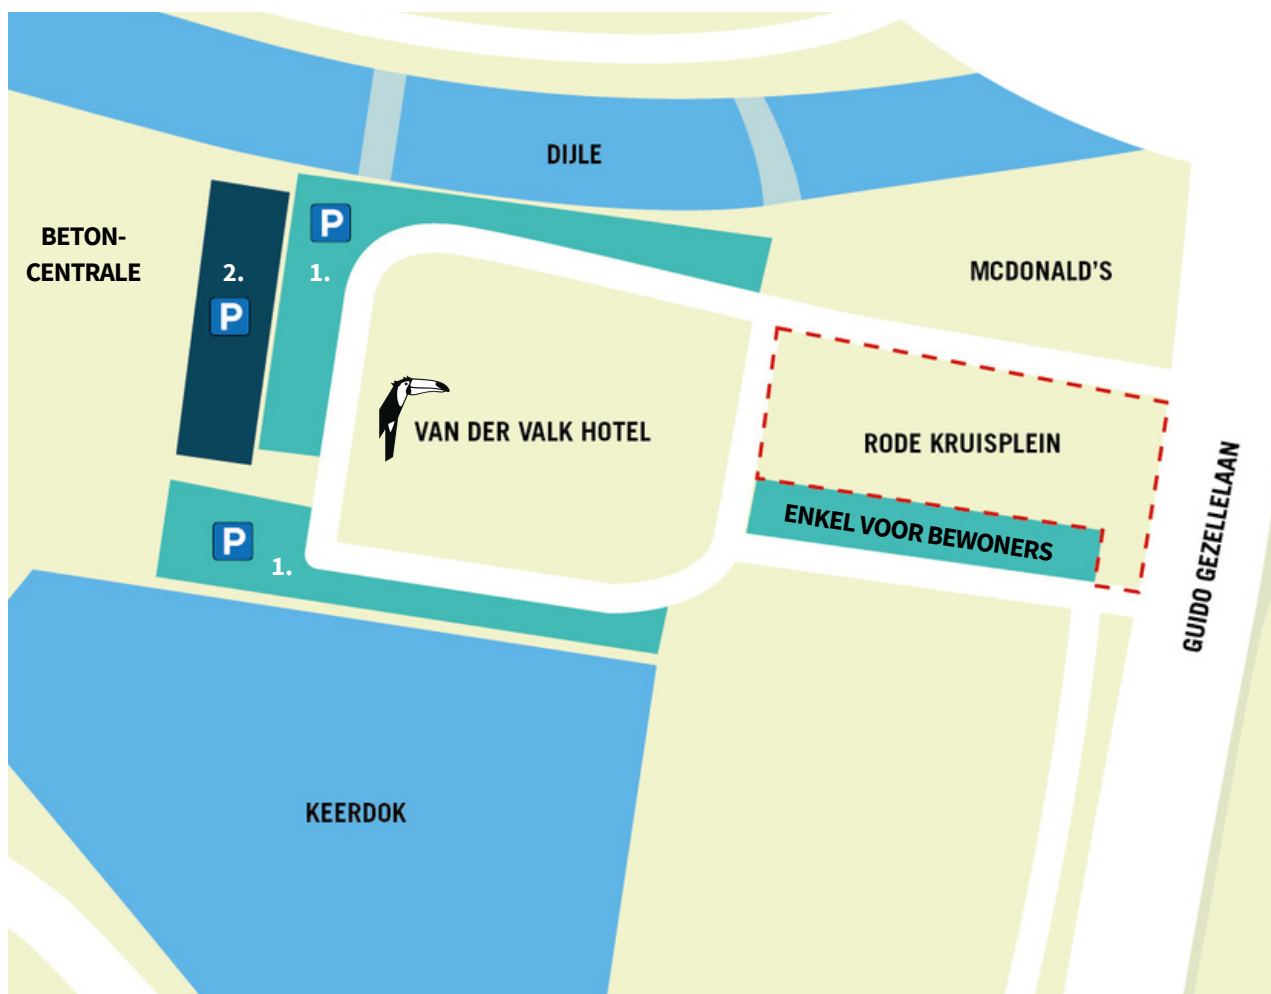 DIJLE
P
BETON-
CENTRALE
2.
1.
MCDONALD'S
P
VAN DER VALK HOTEL
RODE KRUISPLEIN
GUIDO GEZELLELAAN
ENKEL VOOR BEWONERS
P
1.
KEERDOK